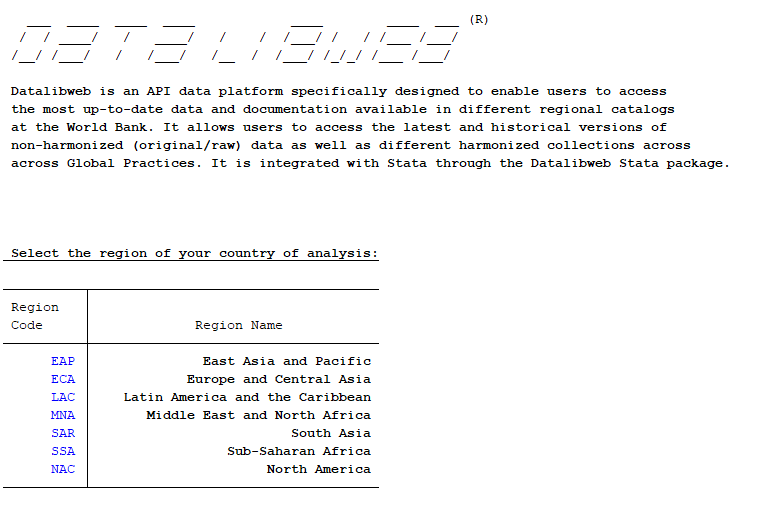 DATALIBWEB (R)
Datalibweb is an API data platform specifically designed to enable users to access
the most up-to-date data and documentation available in different regional catalogs
at the World Bank. It allows users to access the latest and historical versions of
non-harmonized (original/raw) data as well as different harmonized collections across
across Global Practices. It is integrated with Stata through the Datalibweb Stata package.
Select the region of your country of analysis:
Region
Code Region Name
EAP East Asia and Pacific
ECA Europe and Central Asia
LAC Latin America and the Caribbean
MNA Middle East and North Africa
SAR South Asia
SSA Sub-Saharan Africa
NAC North America